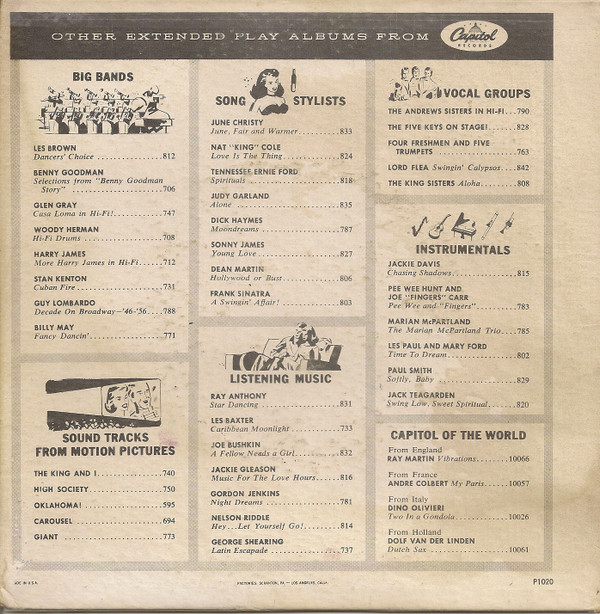 OTHER EXTENDED PLAY ALBUMS FROM Capitol RECORDS
BIG BANDS
LES BROWN
Dancers' Choice ..................812
BENNY GOODMAN
Selections from "Benny Goodman
Story" .......................706
GLEN GRAY
Casa Loma in Hi-Fi!..............747
WOODY HERMAN
Hi-Fi Drums .....................708
HARRY JAMES
More Harry James in Hi-Fi......712
STAN KENTON
Cuban Fire ......................731
GUY LOMBARDO
Decade On Broadway—'46-'56....788
BILLY MAY
Fancy Dancin'....................771
SOUND TRACKS
FROM MOTION PICTURES
THE KING AND I...................740
HIGH SOCIETY.....................750
OKLAHOMA!........................595
CAROUSEL ........................694
GIANT ...........................773
SONG STYLISTS
JUNE CHRISTY
June, Fair and Warmer..........833
NAT "KING" COLE
Love Is The Thing...............824
TENNESSEE ERNIE FORD
Spirituals ......................818
JUDY GARLAND
Alone ...........................835
DICK HAYMES
Moondreams ......................787
SONNY JAMES
Young Love ......................827
DEAN MARTIN
Hollywood or Bust...............806
FRANK SINATRA
A Swingin' Affair!..............803
LISTENING MUSIC
RAY ANTHONY
Star Dancing ....................831
LES BAXTER
Caribbean Moonlight .............733
JOE BUSHKIN
A Fellow Needs a Girl...........832
JACKIE GLEASON
Music For The Love Hours.......816
GORDON JENKINS
Night Dreams ....................781
NELSON RIDDLE
Hey...Let Yourself Go!..........814
GEORGE SHEARING
Latin Escapade ..................737
VOCAL GROUPS
THE ANDREWS SISTERS IN HI-FI...790
THE FIVE KEYS ON STAGE!........828
FOUR FRESHMEN AND FIVE
TRUMPETS ....................763
LORD FLEA Swingin' Calypsos....842
THE KING SISTERS Aloha.........808
INSTRUMENTALS
JACKIE DAVIS
Chasing Shadows.................815
PEE WEE HUNT AND
JOE "FINGERS" CARR
Pee Wee and "Fingers"..........783
MARIAN McPARTLAND
The Marian McPartland Trio.....785
LES PAUL AND MARY FORD
Time To Dream...................802
PAUL SMITH
Softly, Baby ....................829
JACK TEAGARDEN
Swing Low, Sweet Spiritual.....820
CAPITOL OF THE WORLD
From England
RAY MARTIN Vibrations........10066
From France
ANDRE COLBERT My Paris.......10057
From Italy
DINO OLIVIERI
Two In a Gondola.............10026
From Holland
DOLF VAN DER LINDEN
Dutch Sax ....................10061
U.S.A.
SCRANTON, PA. — LOS ANGELES, CALIF.
P1020